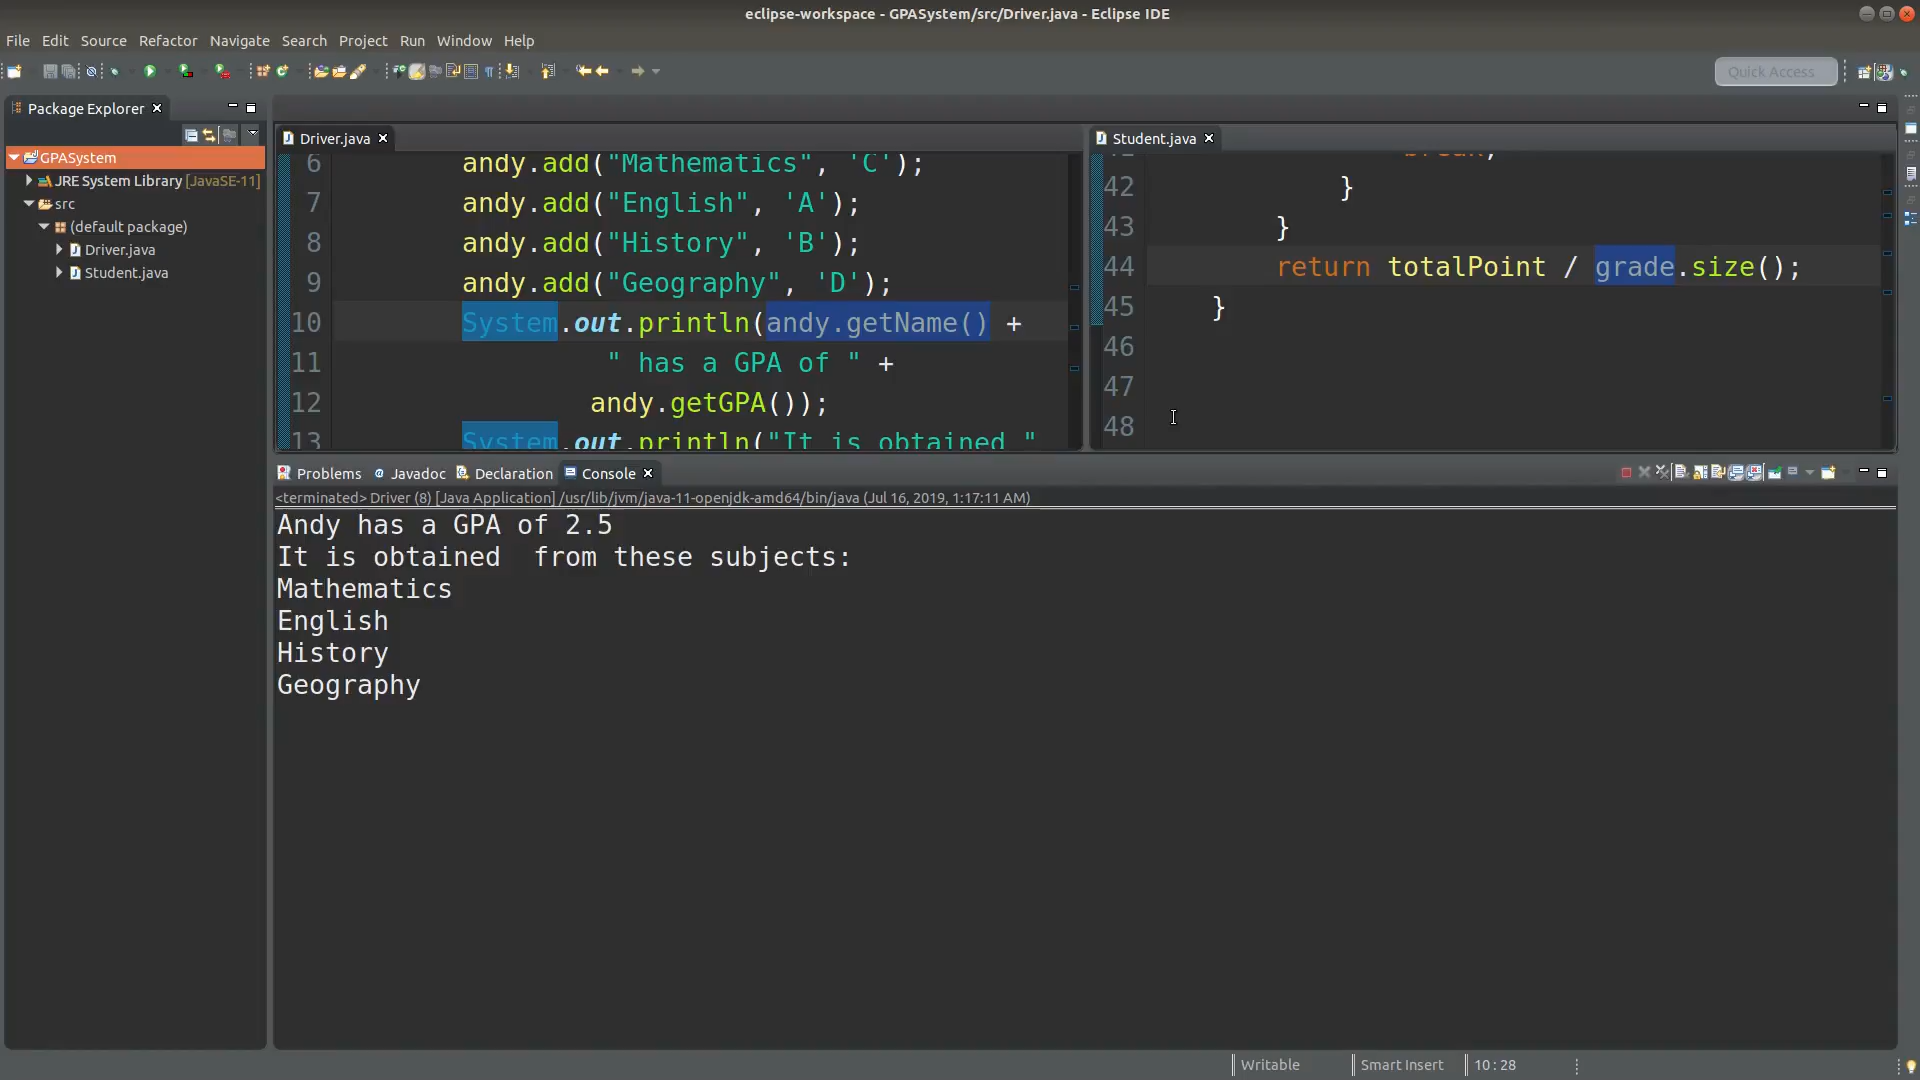 eclipse-workspace - GPASystem/src/Driver.java - Eclipse IDE
File Edit Source Refactor Navigate Search Project Run Window Help
Quick Access
Package Explorer
GPASystem
JRE System Library [JavaSE-11]
src
(default package)
Driver.java
Student.java
Driver.java
6 andy.add("Mathematics", 'C');
7 andy.add("English", 'A');
8 andy.add("History", 'B');
9 andy.add("Geography", 'D');
10 System.out.println(andy.getName() +
11 " has a GPA of " +
12 andy.getGPA());
13 System.out.println("It is obtained "
Student.java
break;
42 }
43 }
44 return totalPoint / grade.size();
45 }
46
47
48
Problems Javadoc Declaration Console
<terminated> Driver (8) [Java Application] /usr/lib/jvm/java-11-openjdk-amd64/bin/java (Jul 16, 2019, 1:17:11 AM)
Andy has a GPA of 2.5
It is obtained  from these subjects:
Mathematics
English
History
Geography
Writable Smart Insert 10 : 28